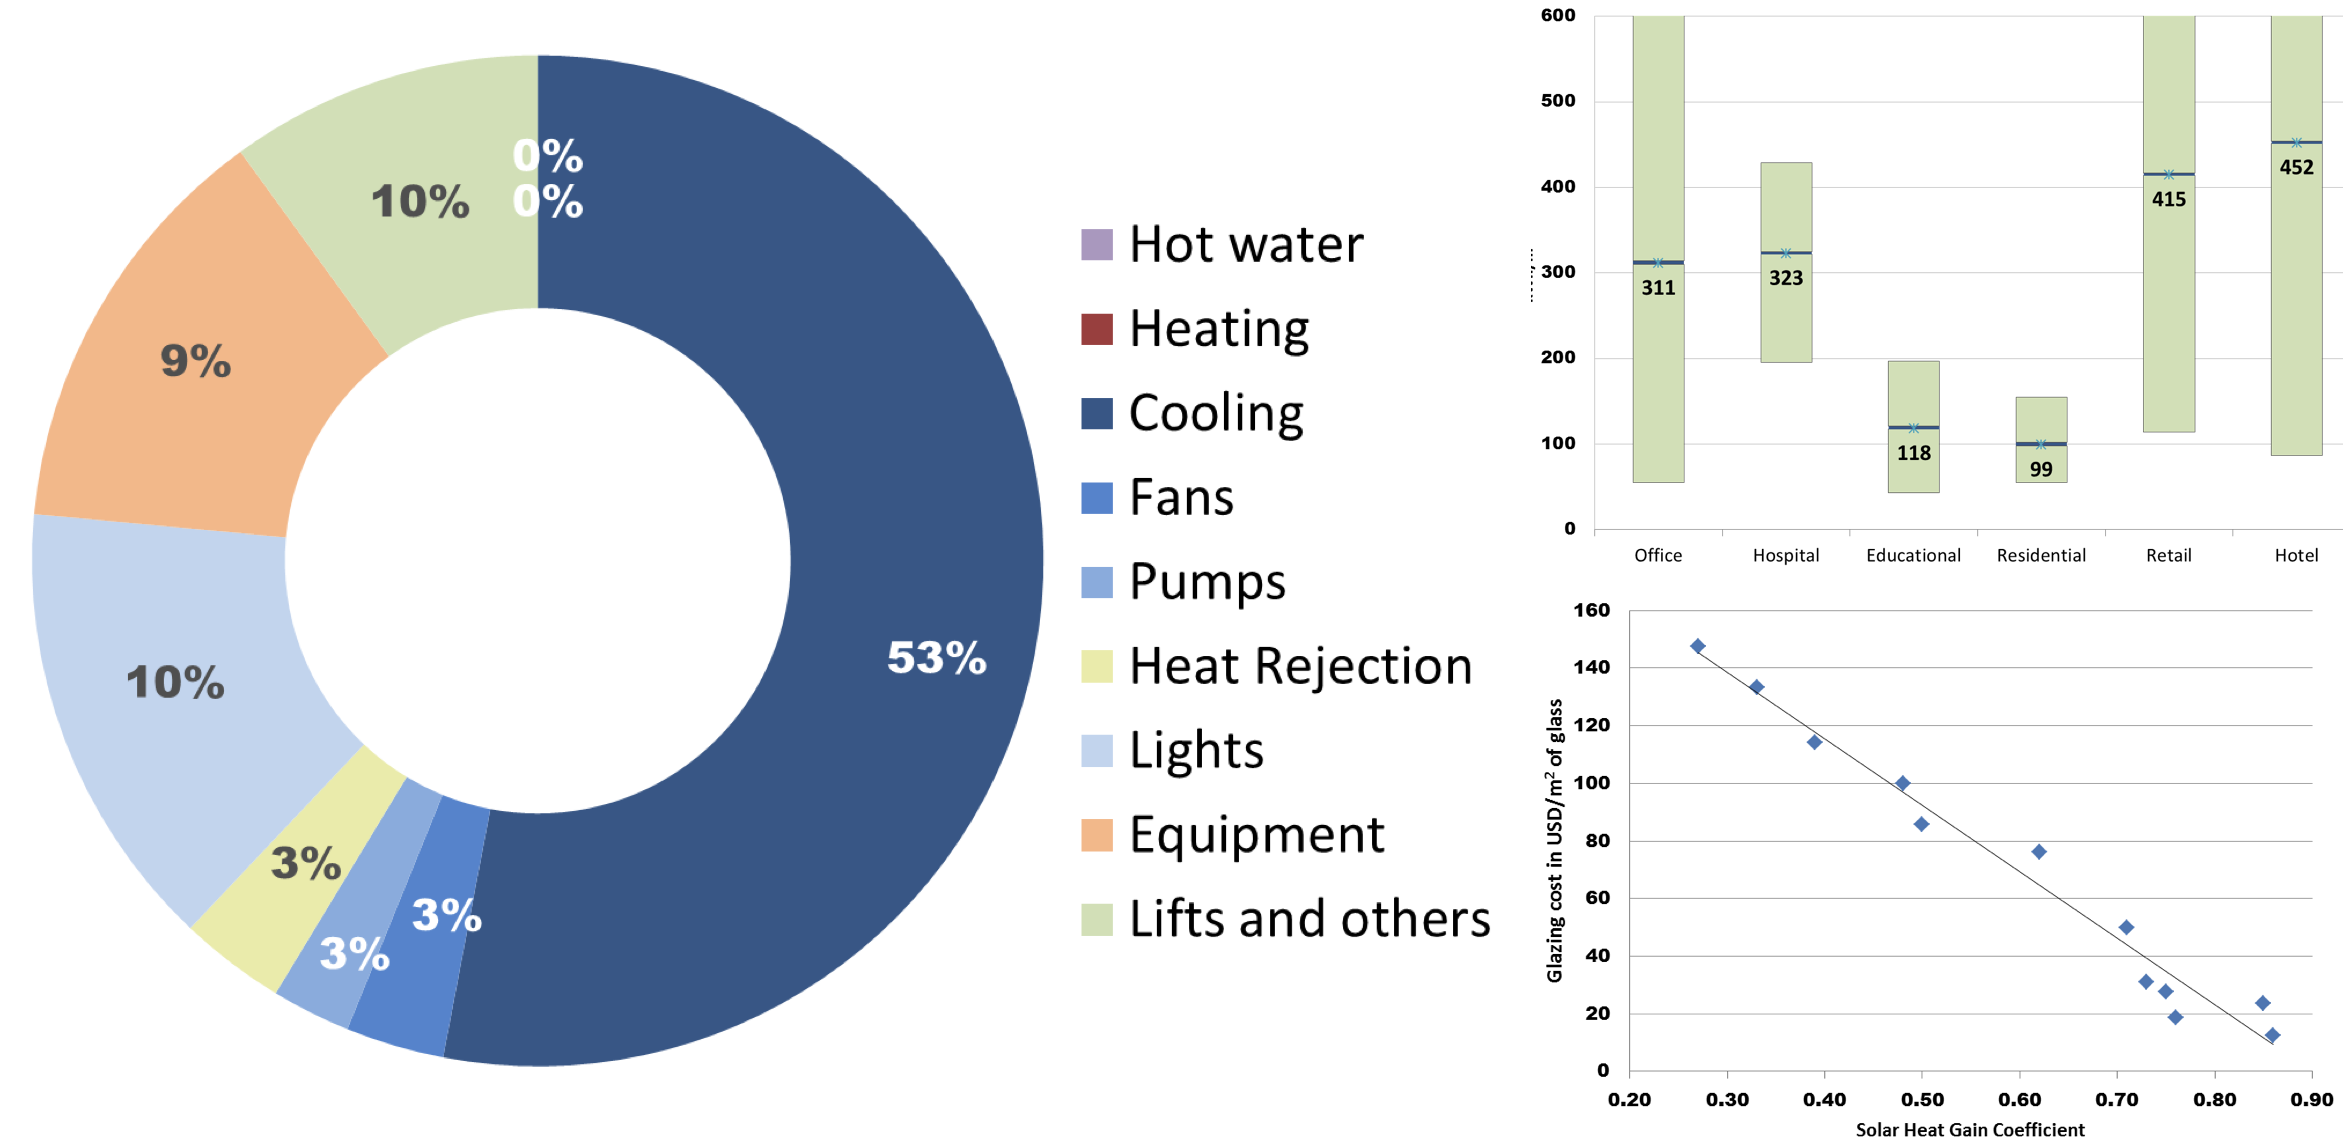 0%
0%
10%
9%
10%
3%
3%
3%
53%
Hot water
Heating
Cooling
Fans
Pumps
Heat Rejection
Lights
Equipment
Lifts and others
600
500
400
300
200
100
0
311
323
118
99
415
452
Office
Hospital
Educational
Residential
Retail
Hotel
160
140
120
100
80
60
40
20
0
Glazing cost in USD/m² of glass
0.20 0.30 0.40 0.50 0.60 0.70 0.80 0.90
Solar Heat Gain Coefficient